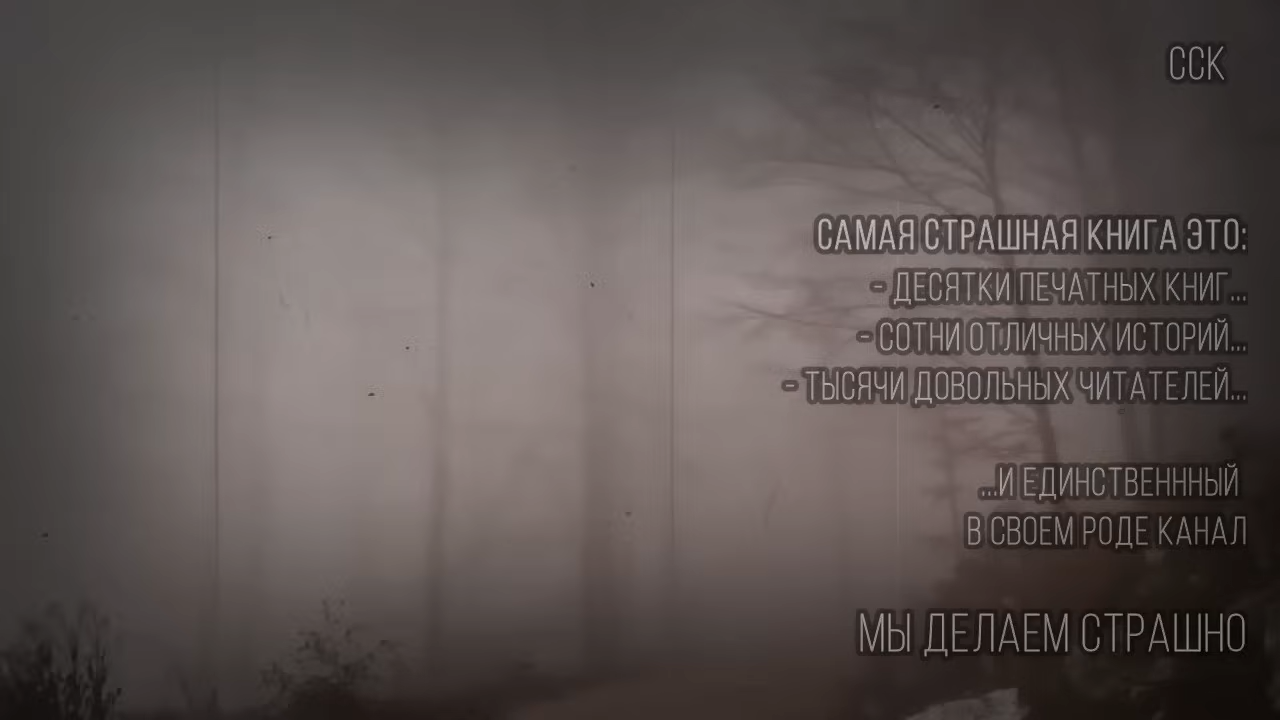 ССК
САМАЯ СТРАШНАЯ КНИГА ЭТО:
- ДЕСЯТКИ ПЕЧАТНЫХ КНИГ...
- СОТНИ ОТЛИЧНЫХ ИСТОРИЙ...
- ТЫСЯЧИ ДОВОЛЬНЫХ ЧИТАТЕЛЕЙ...
...И ЕДИНСТВЕНННЫЙ
В СВОЕМ РОДЕ КАНАЛ
МЫ ДЕЛАЕМ СТРАШНО